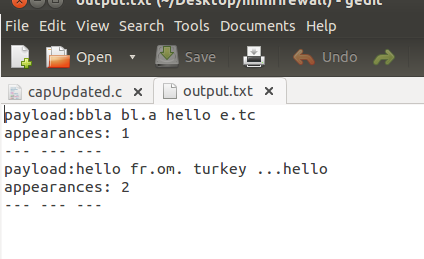 output.txt (~/Desktop/minifirewall) - gedit
File Edit View Search Tools Documents Help
Open Save Undo
capUpdated.c output.txt
payload:bbla bl.a hello e.tc
appearances: 1
--- --- ---
payload:hello fr.om. turkey ...hello
appearances: 2
--- --- ---